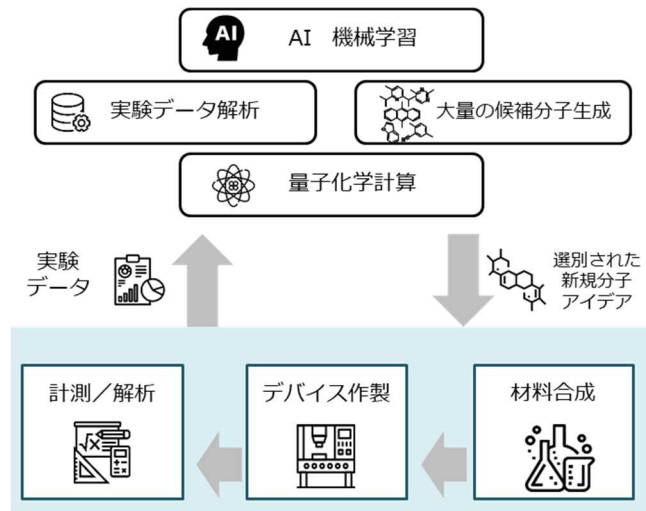 AI
AI 機械学習
実験データ解析
大量の候補分子生成
量子化学計算
実験
データ
選別された
新規分子
アイデア
計測／解析
デバイス作製
材料合成
√x